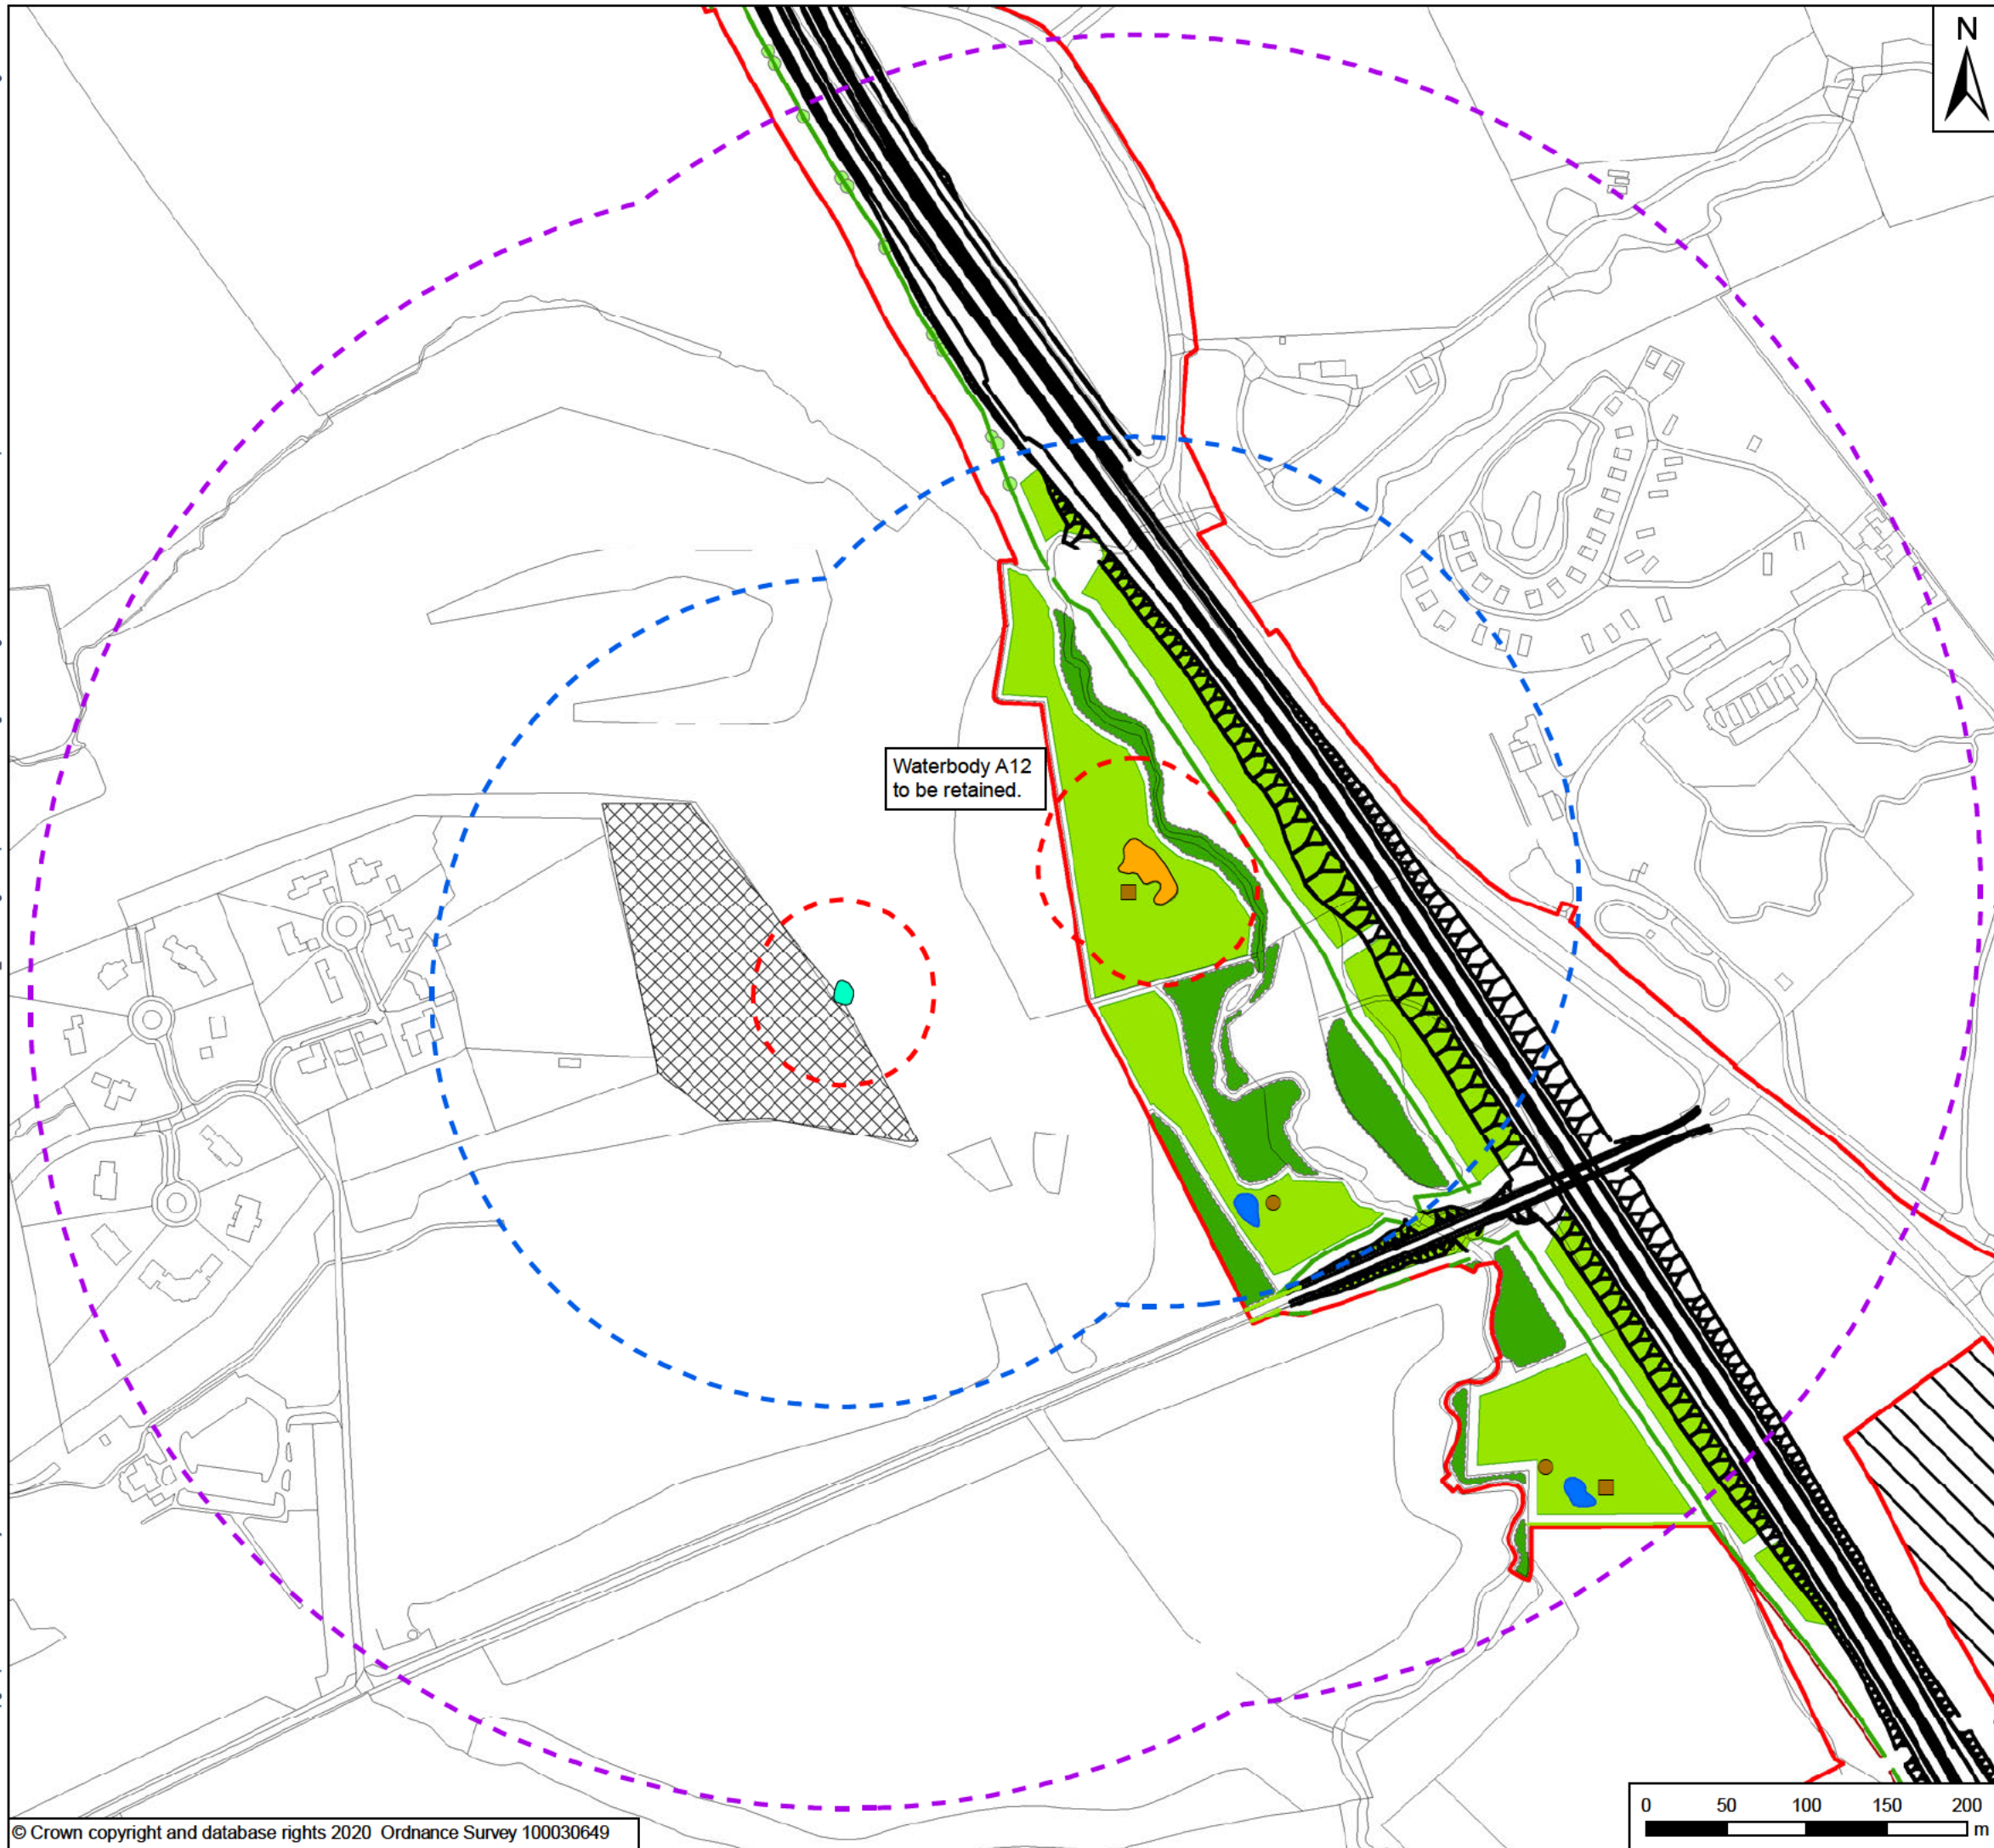 N
Waterbody A12
to be retained.
0 50 100 150 200
m
© Crown copyright and database rights 2020 Ordnance Survey 100030649